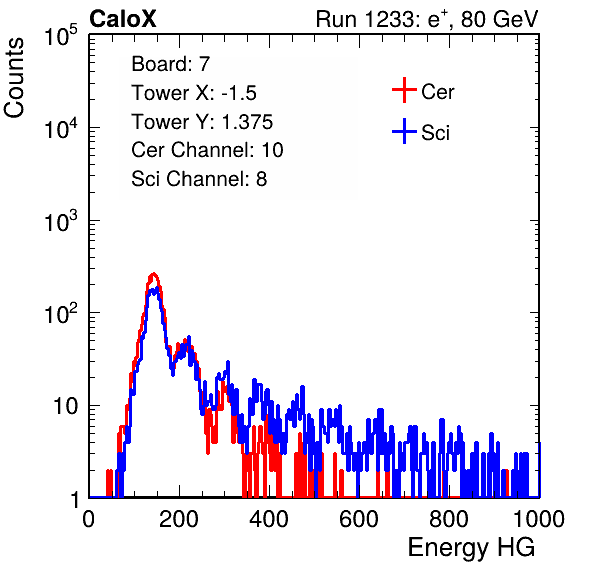 CaloX Run 1233: e⁺, 80 GeV
Counts
Board: 7
Tower X: -1.5
Tower Y: 1.375
Cer Channel: 10
Sci Channel: 8
Cer
Sci
10⁵
10⁴
10³
10²
10
1
0 200 400 600 800 1000
Energy HG